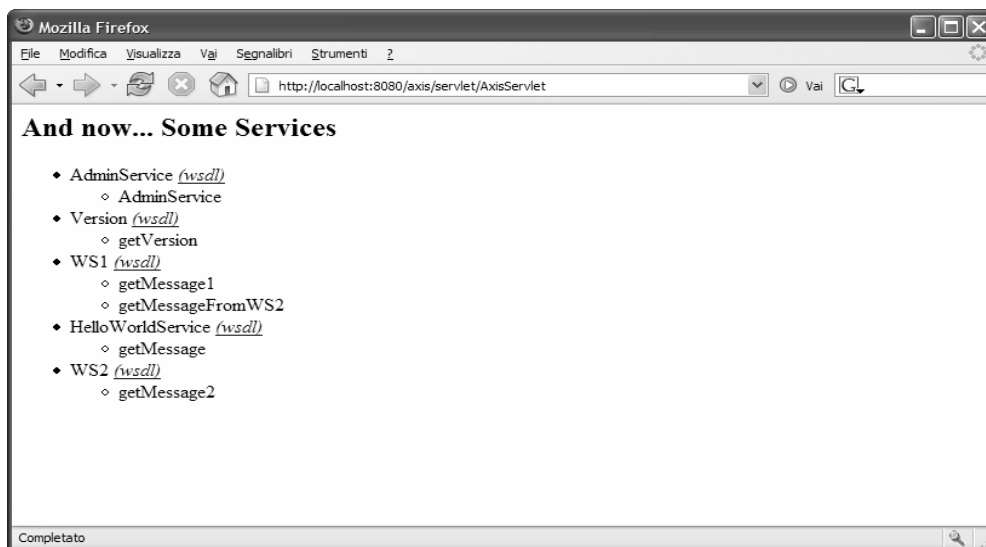 Mozilla Firefox
File Modifica Visualizza Vai Segnalibri Strumenti ?
http://localhost:8080/axis/servlet/AxisServlet Vai G
And now... Some Services
AdminService (wsdl)
AdminService
Version (wsdl)
getVersion
WS1 (wsdl)
getMessage1
getMessageFromWS2
HelloWorldService (wsdl)
getMessage
WS2 (wsdl)
getMessage2
Completato